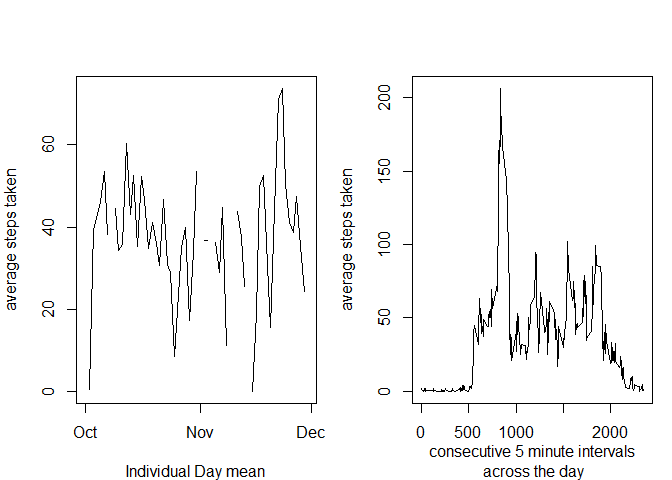 average steps taken
60
40
20
0
Oct
Nov
Dec
Individual Day mean
average steps taken
200
150
100
50
0
0
500
1000
2000
consecutive 5 minute intervals
across the day